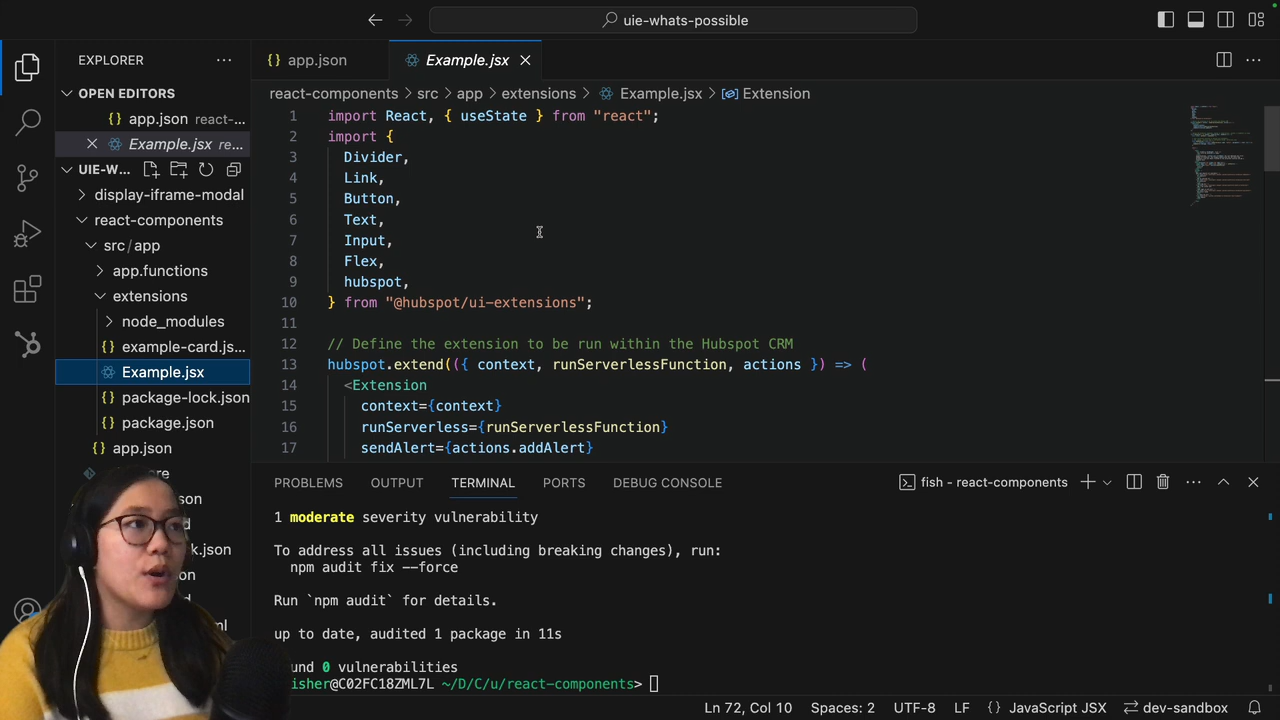 uie-whats-possible
EXPLORER
OPEN EDITORS
app.json react-...
Example.jsx re...
UIE-W...
display-iframe-modal
react-components
src/app
app.functions
extensions
node_modules
example-card.js...
Example.jsx
package-lock.json
package.json
app.json
app.json
Example.jsx
react-components > src > app > extensions > Example.jsx > Extension
1 import React, { useState } from "react";
2 import {
3 Divider,
4 Link,
5 Button,
6 Text,
7 Input,
8 Flex,
9 hubspot,
10 } from "@hubspot/ui-extensions";
11
12 // Define the extension to be run within the Hubspot CRM
13 hubspot.extend(({ context, runServerlessFunction, actions }) => (
14 <Extension
15 context={context}
16 runServerless={runServerlessFunction}
17 sendAlert={actions.addAlert}
PROBLEMS OUTPUT TERMINAL PORTS DEBUG CONSOLE
fish - react-components
1 moderate severity vulnerability
To address all issues (including breaking changes), run:
npm audit fix --force
Run `npm audit` for details.
up to date, audited 1 package in 11s
0 vulnerabilities
isher@C02FC18ZML7L ~/D/C/u/react-components>
Ln 72, Col 10 Spaces: 2 UTF-8 LF {} JavaScript JSX dev-sandbox